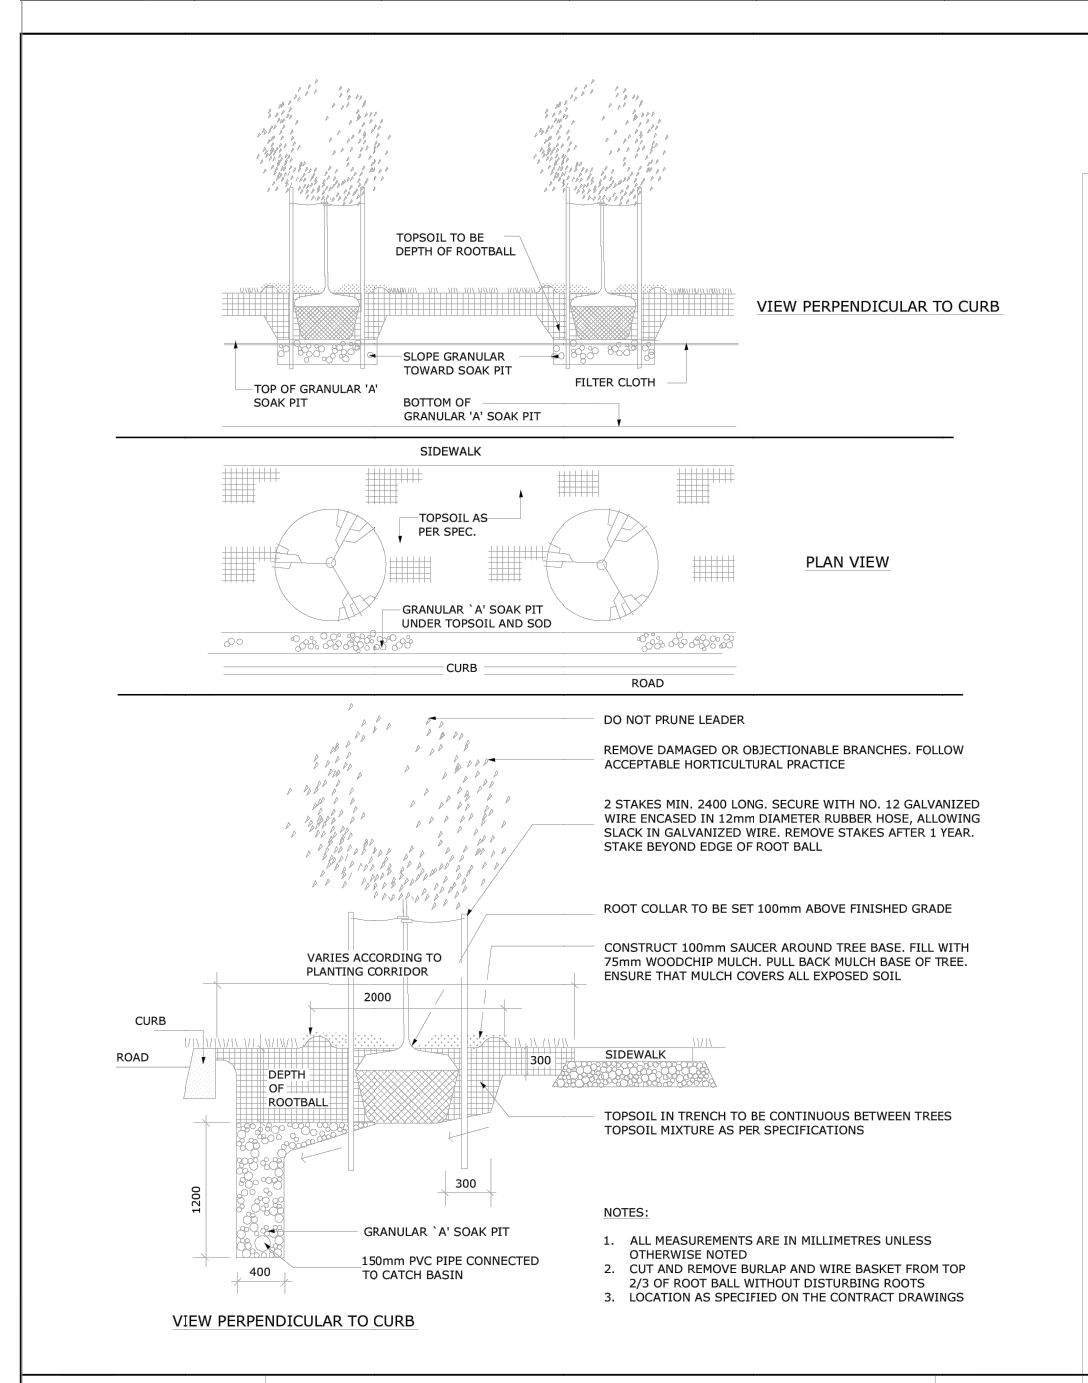 TOPSOIL TO BE
DEPTH OF ROOTBALL
VIEW PERPENDICULAR TO CURB
SLOPE GRANULAR
TOWARD SOAK PIT
TOP OF GRANULAR 'A'
SOAK PIT
FILTER CLOTH
BOTTOM OF
GRANULAR 'A' SOAK PIT
SIDEWALK
TOPSOIL AS
PER SPEC.
PLAN VIEW
GRANULAR `A' SOAK PIT
UNDER TOPSOIL AND SOD
CURB
ROAD
DO NOT PRUNE LEADER
REMOVE DAMAGED OR OBJECTIONABLE BRANCHES. FOLLOW
ACCEPTABLE HORTICULTURAL PRACTICE
2 STAKES MIN. 2400 LONG. SECURE WITH NO. 12 GALVANIZED
WIRE ENCASED IN 12mm DIAMETER RUBBER HOSE, ALLOWING
SLACK IN GALVANIZED WIRE. REMOVE STAKES AFTER 1 YEAR.
STAKE BEYOND EDGE OF ROOT BALL
ROOT COLLAR TO BE SET 100mm ABOVE FINISHED GRADE
CONSTRUCT 100mm SAUCER AROUND TREE BASE. FILL WITH
75mm WOODCHIP MULCH. PULL BACK MULCH BASE OF TREE.
ENSURE THAT MULCH COVERS ALL EXPOSED SOIL
VARIES ACCORDING TO
PLANTING CORRIDOR
2000
CURB
ROAD
SIDEWALK
300
DEPTH
OF
ROOTBALL
TOPSOIL IN TRENCH TO BE CONTINUOUS BETWEEN TREES
TOPSOIL MIXTURE AS PER SPECIFICATIONS
300
1200
GRANULAR `A' SOAK PIT
150mm PVC PIPE CONNECTED
TO CATCH BASIN
400
NOTES:
1. ALL MEASUREMENTS ARE IN MILLIMETRES UNLESS
OTHERWISE NOTED
2. CUT AND REMOVE BURLAP AND WIRE BASKET FROM TOP
2/3 OF ROOT BALL WITHOUT DISTURBING ROOTS
3. LOCATION AS SPECIFIED ON THE CONTRACT DRAWINGS
VIEW PERPENDICULAR TO CURB